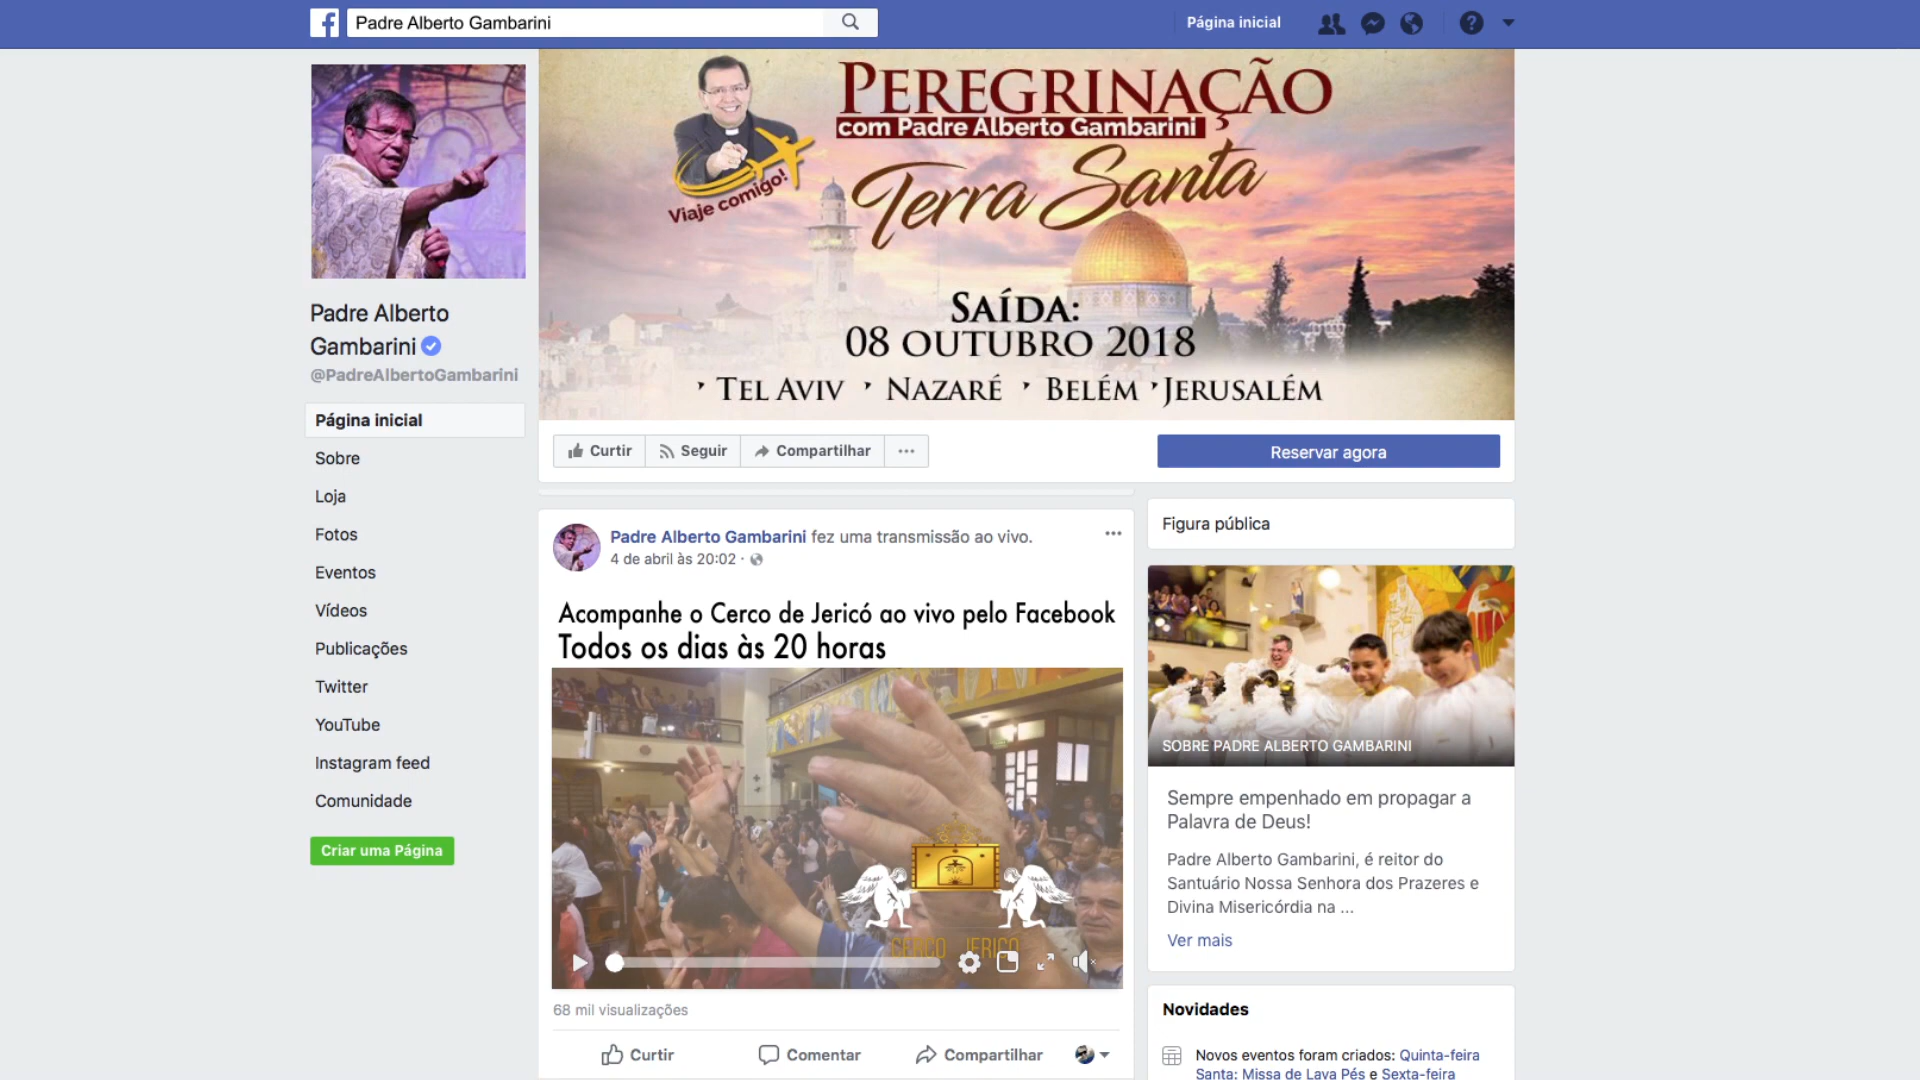 Padre Alberto Gambarini
Página inicial
PEREGRINAÇÃO
com Padre Alberto Gambarini
Terra Santa
Viaje comigo!
SAÍDA:
08 OUTUBRO 2018
TEL AVIV NAZARÉ BELÉM JERUSALÉM
Padre Alberto
Gambarini
@PadreAlbertoGambarini
Página inicial
Sobre
Loja
Fotos
Eventos
Vídeos
Publicações
Twitter
YouTube
Instagram feed
Comunidade
Criar uma Página
Curtir
Seguir
Compartilhar
Reservar agora
Padre Alberto Gambarini fez uma transmissão ao vivo.
4 de abril às 20:02 ·
Acompanhe o Cerco de Jericó ao vivo pelo Facebook
Todos os dias às 20 horas
CERCO JERICÓ
68 mil visualizações
Curtir
Comentar
Compartilhar
Figura pública
SOBRE PADRE ALBERTO GAMBARINI
Sempre empenhado em propagar a
Palavra de Deus!
Padre Alberto Gambarini, é reitor do
Santuário Nossa Senhora dos Prazeres e
Divina Misericórdia na ...
Ver mais
Novidades
Novos eventos foram criados: Quinta-feira
Santa: Missa de Lava Pés e Sexta-feira